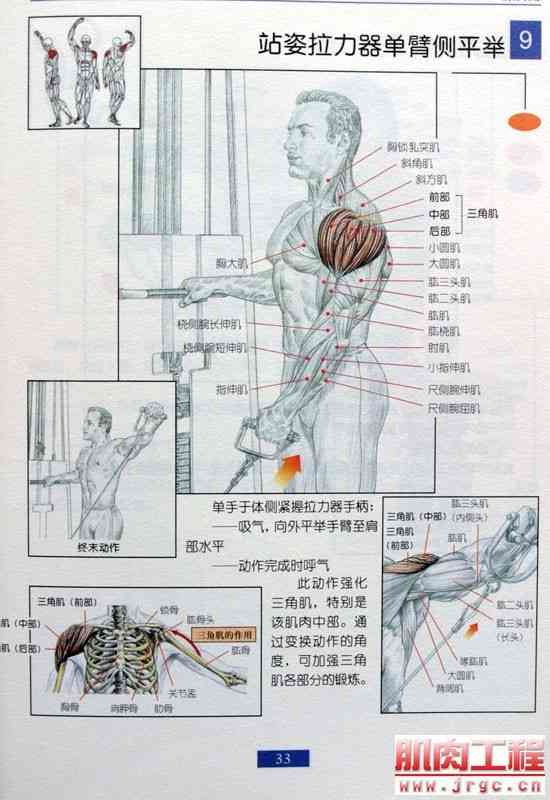 站姿拉力器单臂侧平举
9
胸锁乳突肌
斜角肌
斜方肌
前部
中部
后部
三角肌
小圆肌
大圆肌
肱三头肌
肱二头肌
肱肌
肱桡肌
肘肌
小指伸肌
尺侧腕伸肌
尺侧腕屈肌
胸大肌
桡侧腕长伸肌
桡侧腕短伸肌
指伸肌
终末动作
单手于体侧紧握拉力器手柄:
——吸气,向外平举手臂至肩
部水平
——动作完成时呼气
此动作强化
三角肌,特别是
该肌肉中部。通
过变换动作的角
度,可加强三角
肌各部分的锻炼。
三角肌(前部)
肌(中部)
肌(后部)
锁骨
肱骨头
三角肌的作用
肱骨
关节盂
胸骨
肩胛骨
肋骨
肱三头肌
(内侧头)
三角肌(中部)
三角肌
(前部)
肱肌
肱二头肌
肱三头肌
(长头)
喙肱肌
大圆肌
背阔肌
33
肌肉工程
www.jrgc.cn